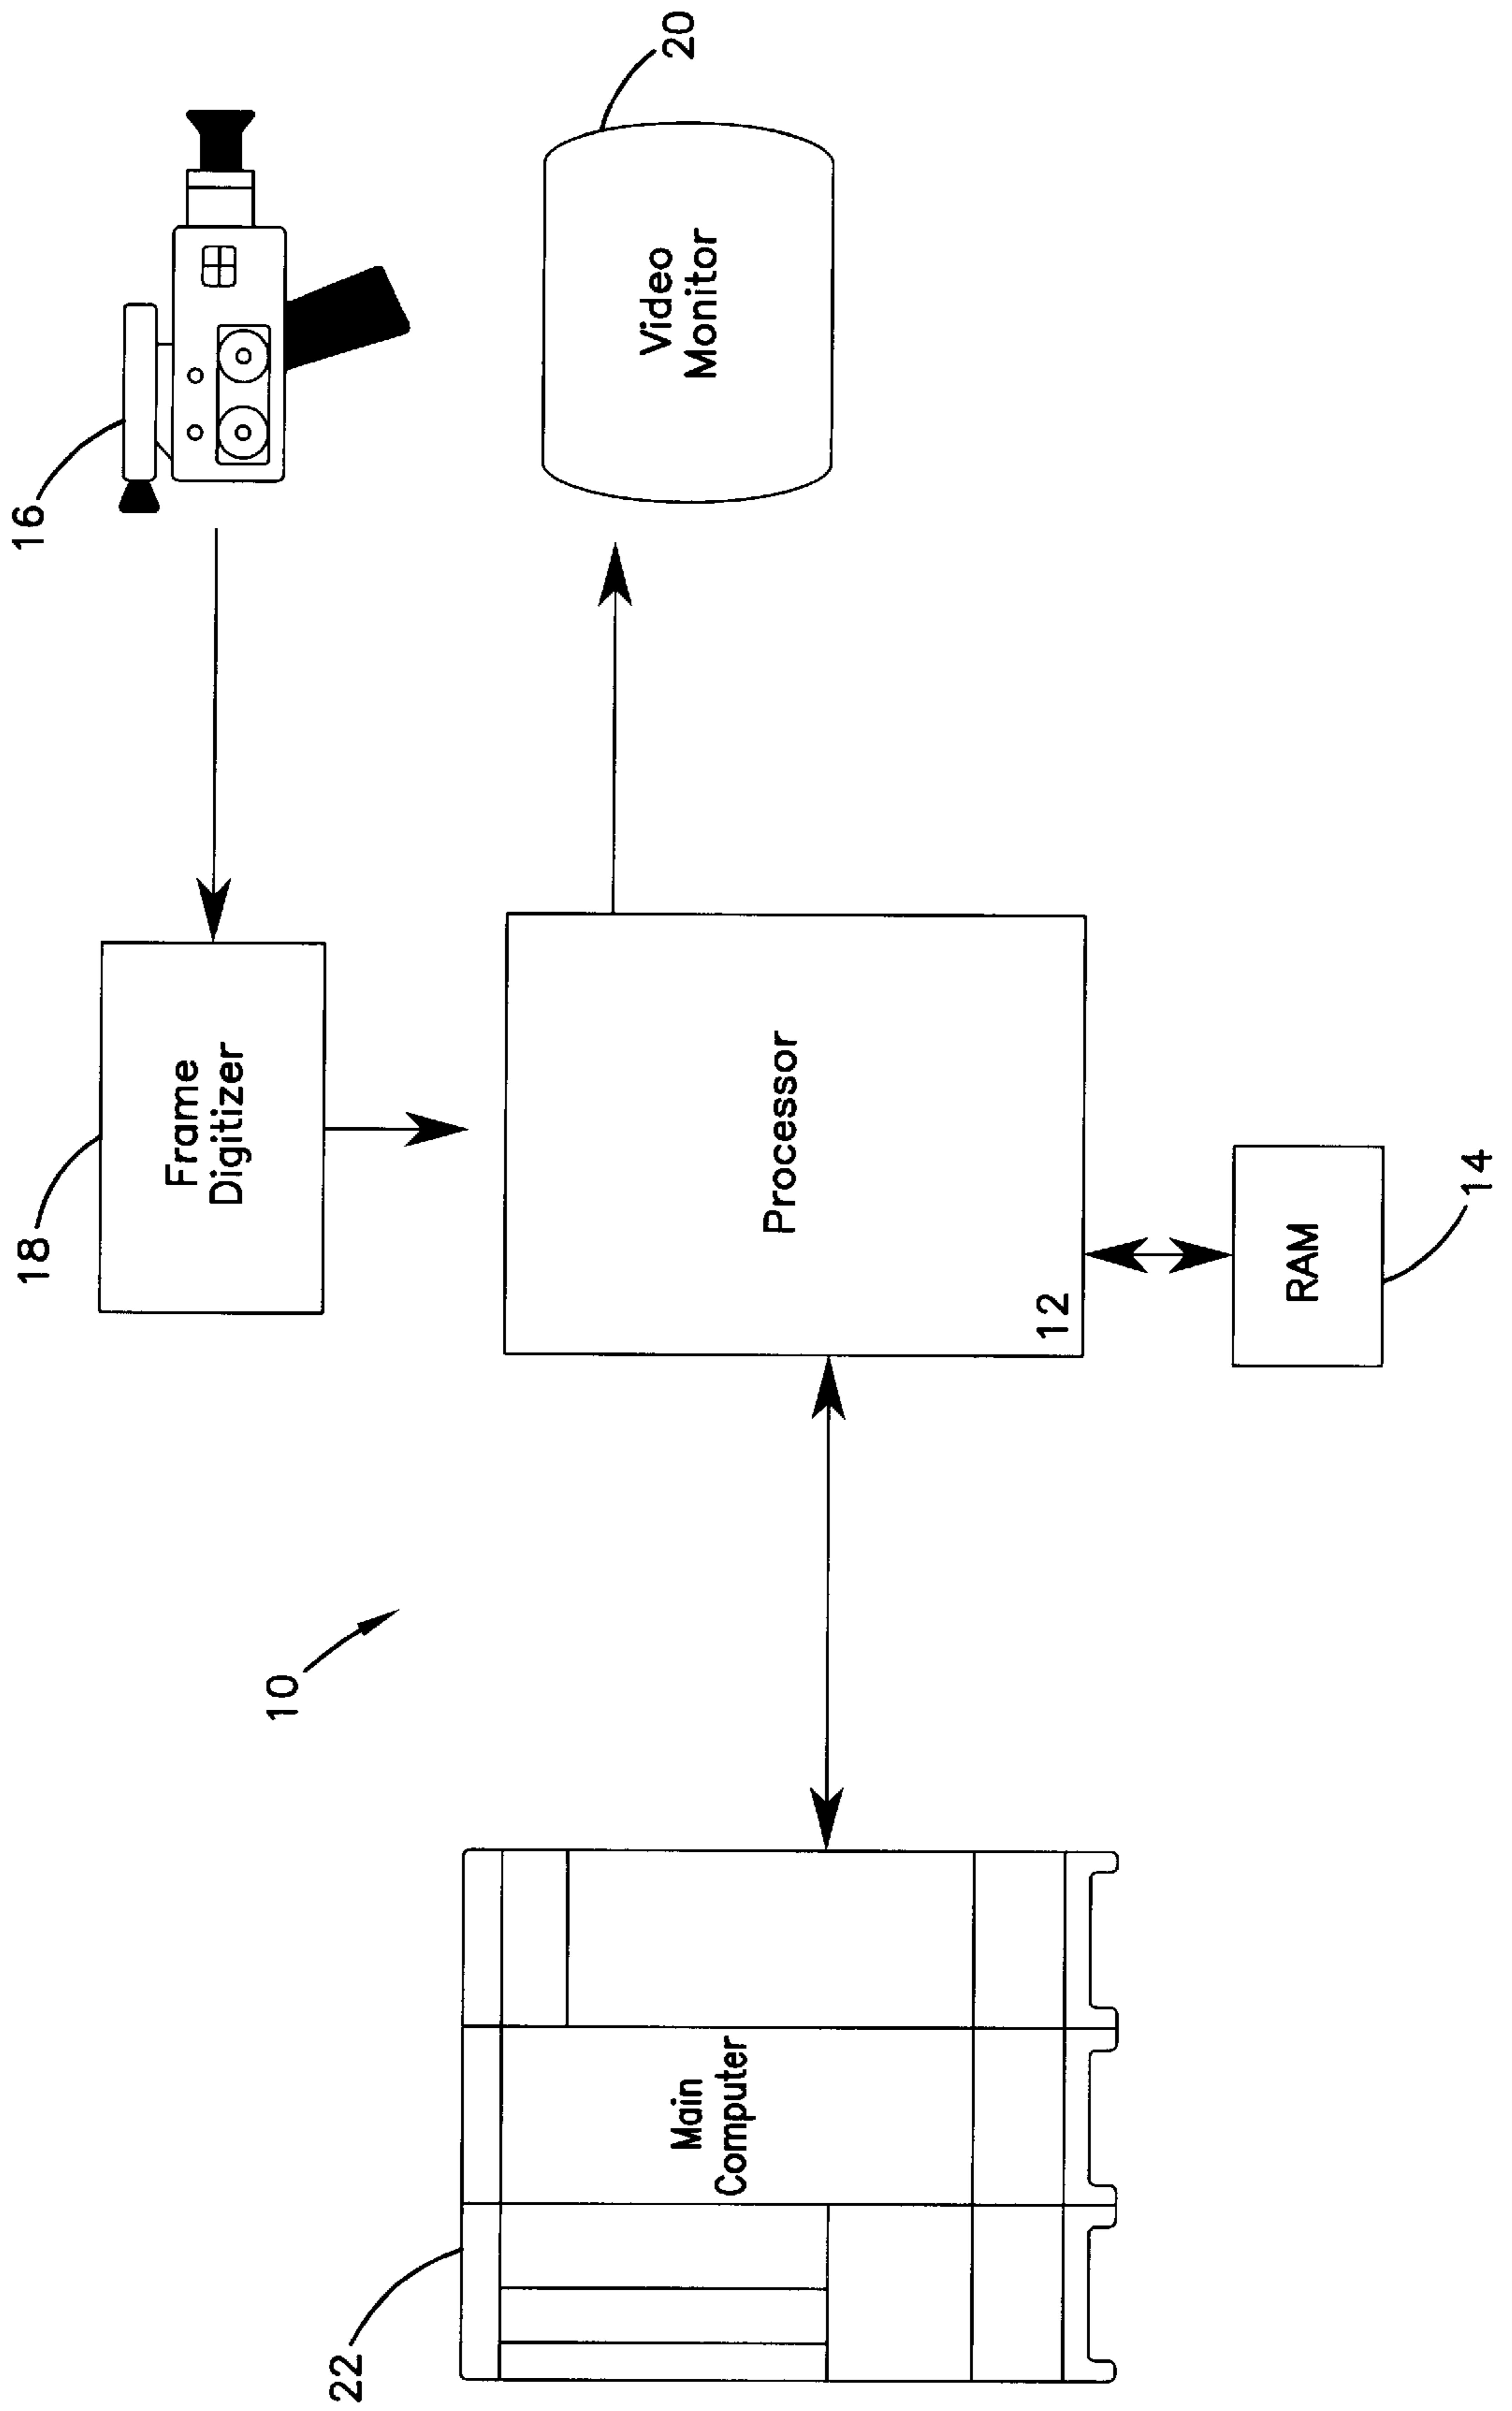 16
18
Frame
Digitizer
20
Video
Monitor
10
Processor
12
22
Main
Computer
RAM
14